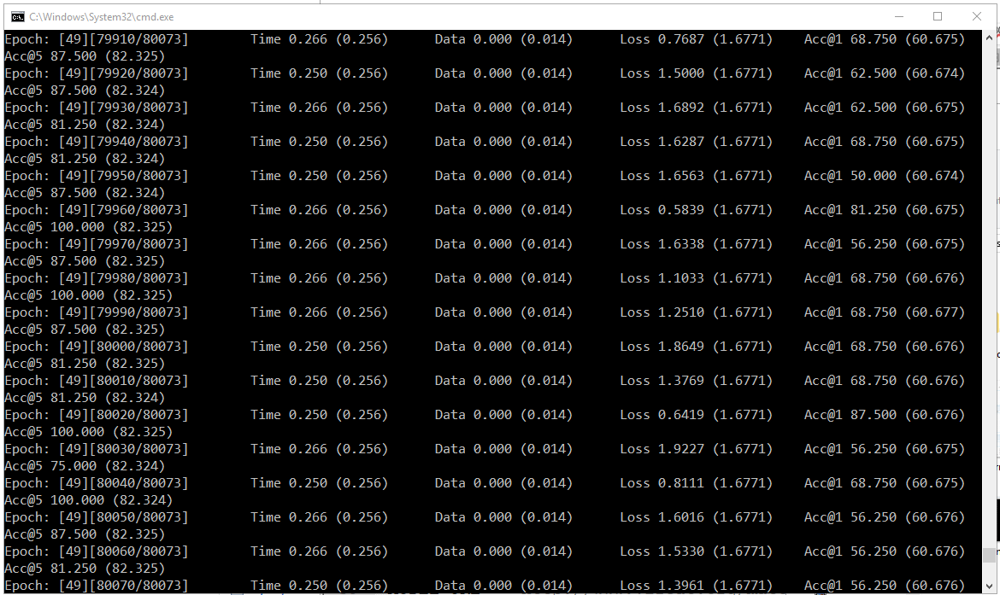 C:\Windows\System32\cmd.exe
Epoch: [49][79910/80073] Time 0.266 (0.256) Data 0.000 (0.014) Loss 0.7687 (1.6771) Acc@1 68.750 (60.675)
Acc@5 87.500 (82.325)
Epoch: [49][79920/80073] Time 0.250 (0.256) Data 0.000 (0.014) Loss 1.5000 (1.6771) Acc@1 62.500 (60.674)
Acc@5 87.500 (82.324)
Epoch: [49][79930/80073] Time 0.266 (0.256) Data 0.000 (0.014) Loss 1.6892 (1.6771) Acc@1 62.500 (60.675)
Acc@5 81.250 (82.324)
Epoch: [49][79940/80073] Time 0.250 (0.256) Data 0.000 (0.014) Loss 1.6287 (1.6771) Acc@1 68.750 (60.675)
Acc@5 81.250 (82.324)
Epoch: [49][79950/80073] Time 0.250 (0.256) Data 0.000 (0.014) Loss 1.6563 (1.6771) Acc@1 50.000 (60.674)
Acc@5 87.500 (82.324)
Epoch: [49][79960/80073] Time 0.266 (0.256) Data 0.000 (0.014) Loss 0.5839 (1.6771) Acc@1 81.250 (60.675)
Acc@5 100.000 (82.325)
Epoch: [49][79970/80073] Time 0.266 (0.256) Data 0.000 (0.014) Loss 1.6338 (1.6771) Acc@1 56.250 (60.675)
Acc@5 87.500 (82.325)
Epoch: [49][79980/80073] Time 0.266 (0.256) Data 0.000 (0.014) Loss 1.1033 (1.6771) Acc@1 68.750 (60.676)
Acc@5 100.000 (82.325)
Epoch: [49][79990/80073] Time 0.266 (0.256) Data 0.000 (0.014) Loss 1.2510 (1.6771) Acc@1 68.750 (60.677)
Acc@5 87.500 (82.325)
Epoch: [49][80000/80073] Time 0.250 (0.256) Data 0.000 (0.014) Loss 1.8649 (1.6771) Acc@1 68.750 (60.676)
Acc@5 81.250 (82.325)
Epoch: [49][80010/80073] Time 0.250 (0.256) Data 0.000 (0.014) Loss 1.3769 (1.6771) Acc@1 68.750 (60.676)
Acc@5 81.250 (82.324)
Epoch: [49][80020/80073] Time 0.250 (0.256) Data 0.000 (0.014) Loss 0.6419 (1.6771) Acc@1 87.500 (60.676)
Acc@5 100.000 (82.325)
Epoch: [49][80030/80073] Time 0.266 (0.256) Data 0.000 (0.014) Loss 1.9227 (1.6771) Acc@1 56.250 (60.675)
Acc@5 75.000 (82.324)
Epoch: [49][80040/80073] Time 0.250 (0.256) Data 0.000 (0.014) Loss 0.8111 (1.6771) Acc@1 68.750 (60.675)
Acc@5 100.000 (82.324)
Epoch: [49][80050/80073] Time 0.266 (0.256) Data 0.000 (0.014) Loss 1.6016 (1.6771) Acc@1 56.250 (60.676)
Acc@5 87.500 (82.325)
Epoch: [49][80060/80073] Time 0.266 (0.256) Data 0.000 (0.014) Loss 1.5330 (1.6771) Acc@1 56.250 (60.676)
Acc@5 81.250 (82.325)
Epoch: [49][80070/80073] Time 0.250 (0.256) Data 0.000 (0.014) Loss 1.3961 (1.6771) Acc@1 56.250 (60.676)